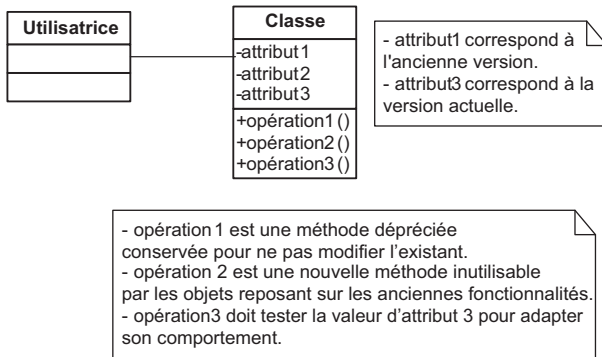 Utilisatrice
Classe
-attribut1
-attribut2
-attribut3
+opération1()
+opération2()
+opération3()
- attribut1 correspond à
l'ancienne version.
- attribut3 correspond à la
version actuelle.
- opération1 est une méthode dépréciée
conservée pour ne pas modifier l’existant.
- opération 2 est une nouvelle méthode inutilisable
par les objets reposant sur les anciennes fonctionnalités.
- opération3 doit tester la valeur d’attribut 3 pour adapter
son comportement.